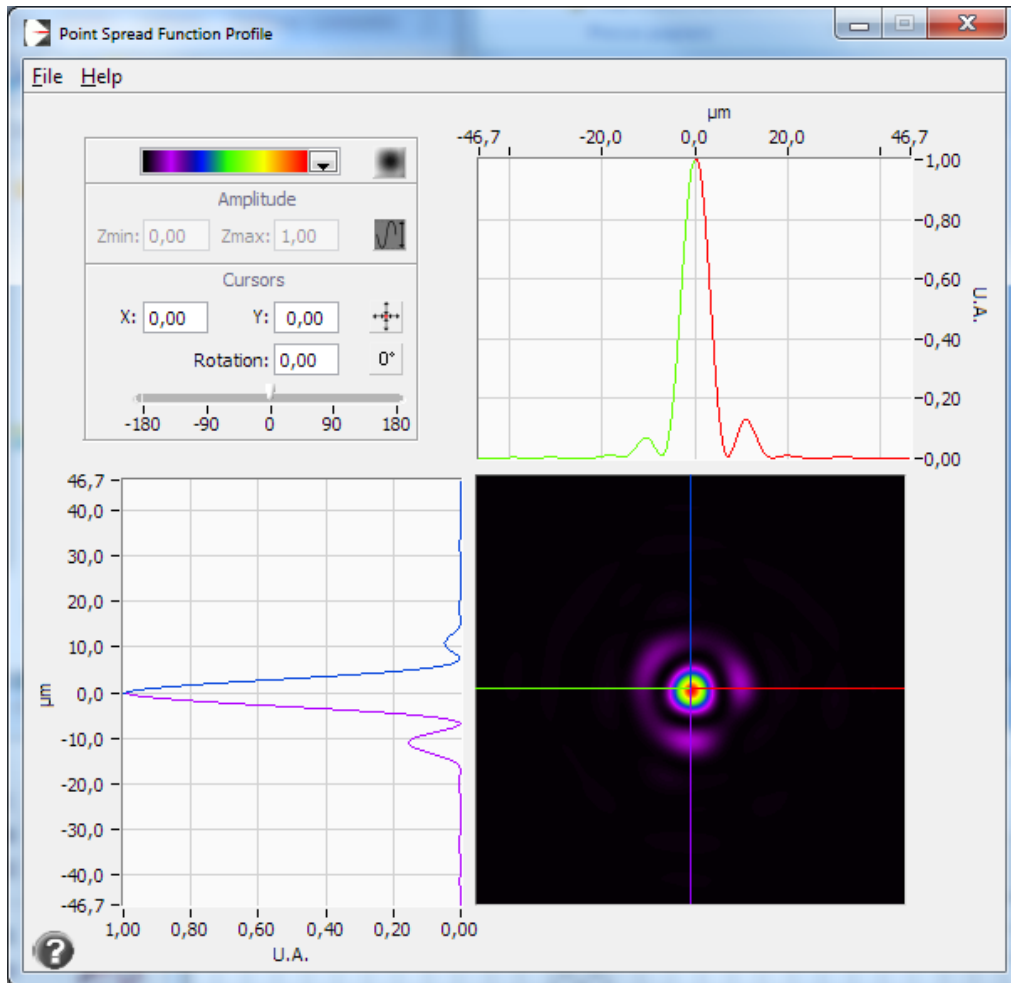 Point Spread Function Profile
File Help
µm
-46,7 -20,0 0,0 20,0 46,7
1,00
0,80
0,60
0,40
0,20
0,00
U.A.
Amplitude
Zmin: 0,00 Zmax: 1,00
Cursors
X: 0,00 Y: 0,00
Rotation: 0,00 0°
-180 -90 0 90 180
46,7
40,0
30,0
20,0
10,0
0,0
-10,0
-20,0
-30,0
-40,0
-46,7
µm
1,00 0,80 0,60 0,40 0,20 0,00
U.A.
?